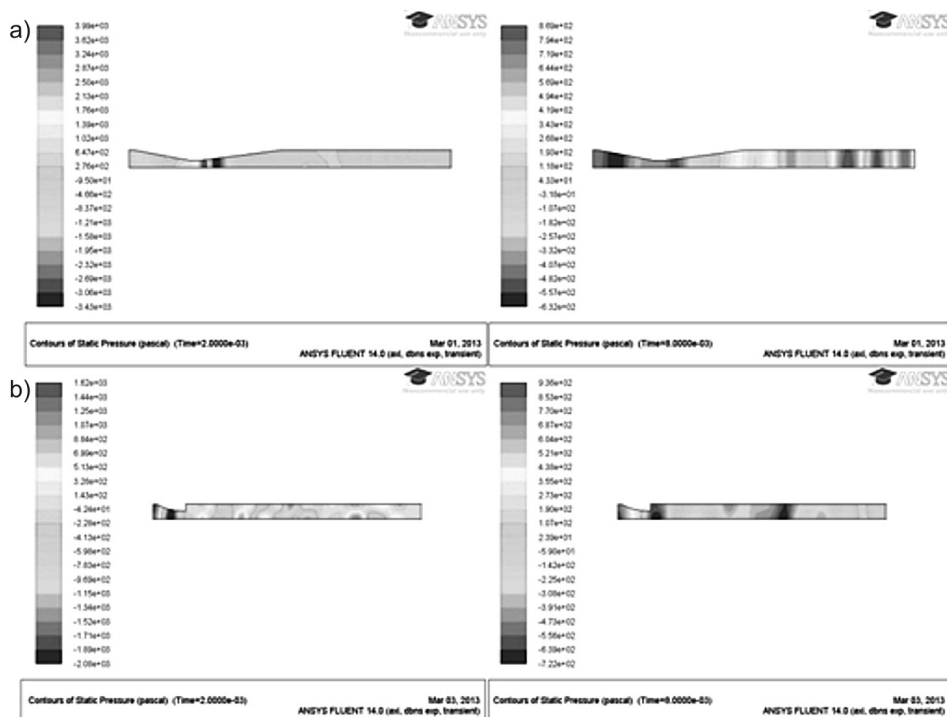 a)
ANSYS
Noncommercial use only
3.99e+03
3.62e+03
3.24e+03
2.87e+03
2.50e+03
2.13e+03
1.76e+03
1.39e+03
1.02e+03
6.47e+02
2.76e+02
-9.50e+01
-4.66e+02
-8.37e+02
-1.21e+03
-1.58e+03
-1.95e+03
-2.32e+03
-2.69e+03
-3.06e+03
-3.43e+03
Contours of Static Pressure (pascal) (Time=2.0000e-03)
Mar 01, 2013
ANSYS FLUENT 14.0 (axi, dbns exp, transient)
ANSYS
Noncommercial use only
8.69e+02
7.94e+02
7.19e+02
6.44e+02
5.69e+02
4.94e+02
4.19e+02
3.43e+02
2.68e+02
1.93e+02
1.18e+02
4.33e+01
-3.18e+01
-1.07e+02
-1.82e+02
-2.57e+02
-3.32e+02
-4.07e+02
-4.82e+02
-5.57e+02
-6.32e+02
Contours of Static Pressure (pascal) (Time=8.0000e-03)
Mar 01, 2013
ANSYS FLUENT 14.0 (axi, dbns exp, transient)
b)
ANSYS
1.62e+03
1.44e+03
1.25e+03
1.07e+03
8.84e+02
6.99e+02
5.13e+02
3.28e+02
1.43e+02
-4.24e+01
-2.28e+02
-4.13e+02
-5.98e+02
-7.83e+02
-9.69e+02
-1.15e+03
-1.34e+03
-1.52e+03
-1.71e+03
-1.89e+03
-2.08e+03
Contours of Static Pressure (pascal) (Time=2.0000e-03)
Mar 03, 2013
ANSYS FLUENT 14.0 (axi, dbns exp, transient)
ANSYS
9.36e+02
8.53e+02
7.70e+02
6.87e+02
6.04e+02
5.21e+02
4.38e+02
3.55e+02
2.73e+02
1.90e+02
1.07e+02
2.39e+01
-5.90e+01
-1.42e+02
-2.25e+02
-3.08e+02
-3.91e+02
-4.73e+02
-5.56e+02
-6.39e+02
-7.22e+02
Contours of Static Pressure (pascal) (Time=8.0000e-03)
Mar 03, 2013
ANSYS FLUENT 14.0 (axi, dbns exp, transient)